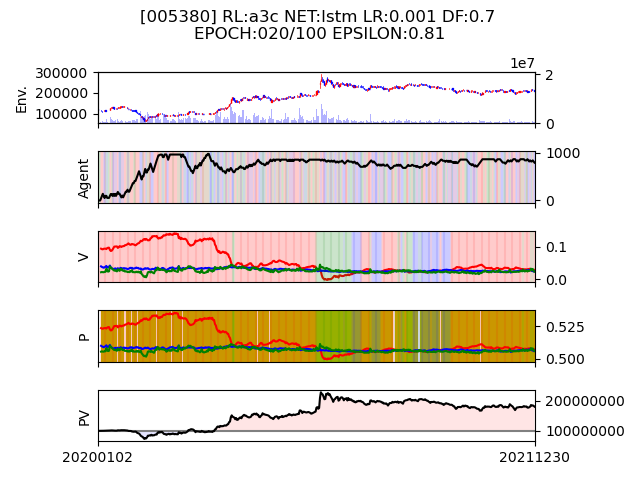 [005380] RL:a3c NET:lstm LR:0.001 DF:0.7
EPOCH:020/100 EPSILON:0.81
1e7
Env.
300000
200000
100000
2
0
Agent
1000
0
V
0.1
0.0
P
0.525
0.500
PV
200000000
100000000
20200102
20211230